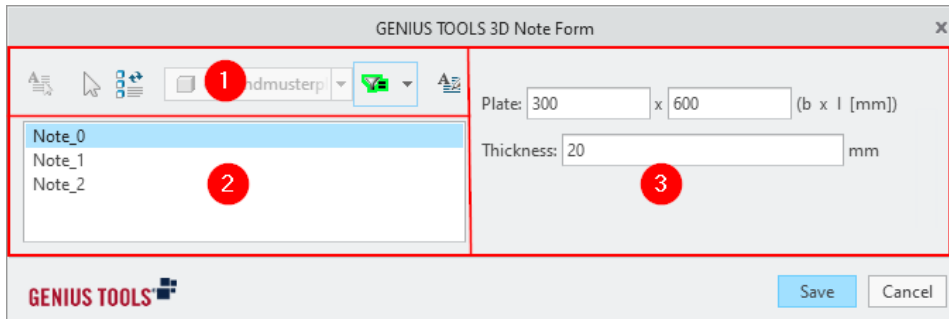 GENIUS TOOLS 3D Note Form
1
Plate: 300 x 600 (b x l [mm])
Thickness: 20 mm
Note_0
Note_1
Note_2
2
3
GENIUS TOOLS
Save
Cancel